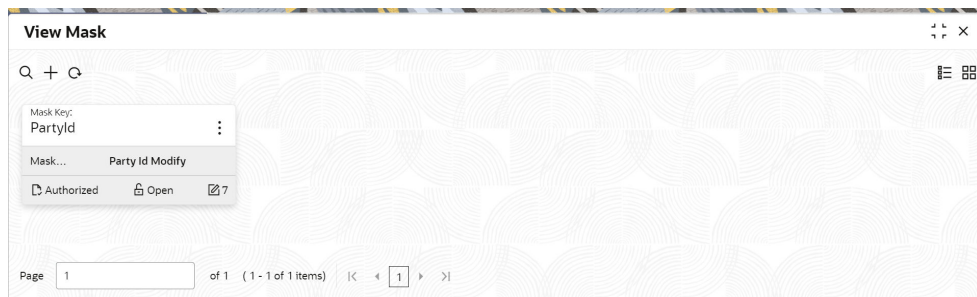 View Mask
Mask Key:
PartyId
Mask... Party Id Modify
Authorized Open 7
Page 1 of 1 (1 - 1 of 1 items) 1